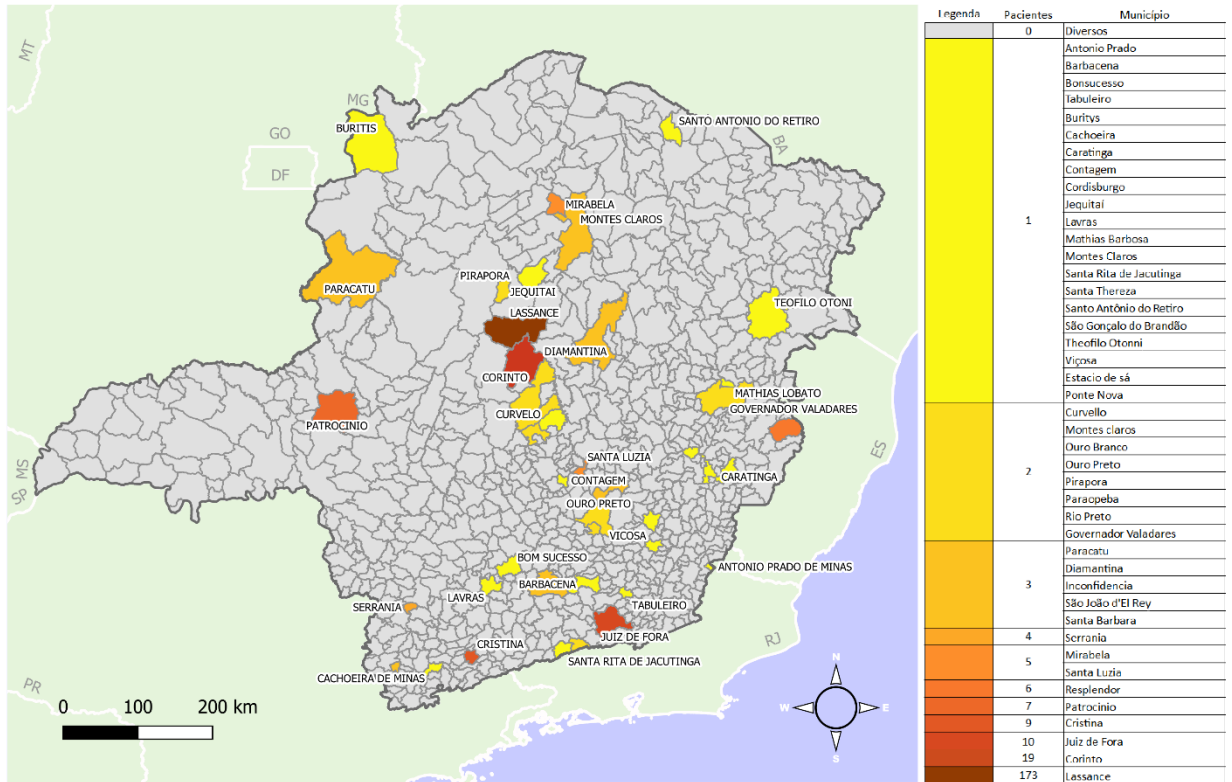 MT
MG
GO
DF
BA
MS
SP
ES
RJ
PR
BURITIS
SANTO ANTONIO DO RETIRO
MIRABELA
MONTES CLAROS
PIRAPORA
PARACATU
JEQUITAI
TEOFILO OTONI
LASSANCE
DIAMANTINA
CORINTO
MATHIAS LOBATO
GOVERNADOR VALADARES
CURVELO
PATROCINIO
SANTA LUZIA
CONTAGEM
CARATINGA
OURO PRETO
VICOSA
BOM SUCESSO
ANTONIO PRADO DE MINAS
BARBACENA
LAVRAS
SERRANIA
TABULEIRO
JUIZ DE FORA
CRISTINA
SANTA RITA DE JACUTINGA
CACHOEIRA DE MINAS
0 100 200 km
N
W E
S
Legenda Pacientes Município
0 Diversos
Antonio Prado
Barbacena
Bonsucesso
Tabuleiro
Buritys
Cachoeira
Caratinga
Contagem
Cordisburgo
Jequitaí
1 Lavras
Mathias Barbosa
Montes Claros
Santa Rita de Jacutinga
Santa Thereza
Santo Antônio do Retiro
São Gonçalo do Brandão
Theofilo Otonni
Viçosa
Estacio de sá
Ponte Nova
Curvello
Montes claros
Ouro Branco
2 Ouro Preto
Pirapora
Paraopeba
Rio Preto
Governador Valadares
Paracatu
Diamantina
3 Inconfidencia
São João d'El Rey
Santa Barbara
4 Serrania
5 Mirabela
Santa Luzia
6 Resplendor
7 Patrocinio
9 Cristina
10 Juiz de Fora
19 Corinto
173 Lassance